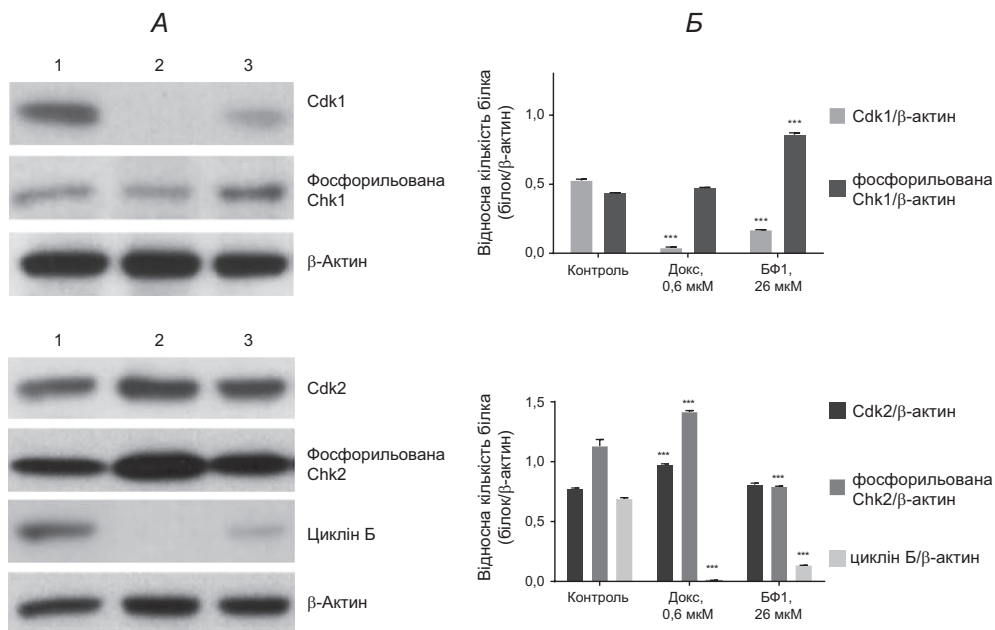 А
1 2 3
Cdk1
Фосфорильована
Chk1
β-Актин
1 2 3
Cdk2
Фосфорильована
Chk2
Циклін Б
β-Актин
Б
Відносна кількість білка
(білок/β-актин)
1,0
0,5
0,0
***
***
***
Контроль
Докс,
0,6 мкМ
БФ1,
26 мкМ
Cdk1/β-актин
фосфорильована
Chk1/β-актин
Відносна кількість білка
(білок/β-актин)
1,5
1,0
0,5
0,0
***
***
***
***
***
Контроль
Докс,
0,6 мкМ
БФ1,
26 мкМ
Cdk2/β-актин
фосфорильована
Chk2/β-актин
циклін Б/β-актин